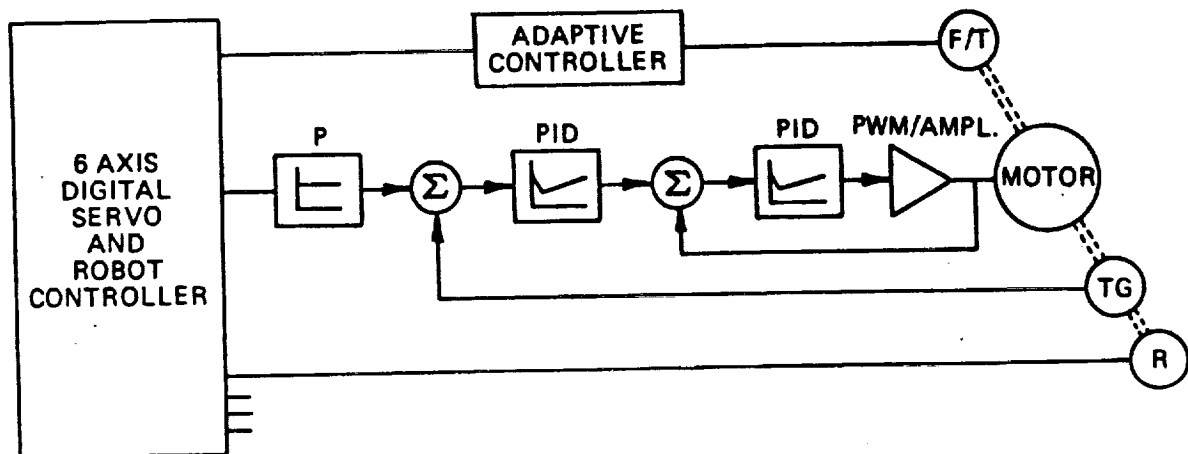 ADAPTIVE
CONTROLLER
F/T
6 AXIS
DIGITAL
SERVO
AND
ROBOT
CONTROLLER
P
Σ
PID
Σ
PID
PWM/AMPL.
MOTOR
TG
R